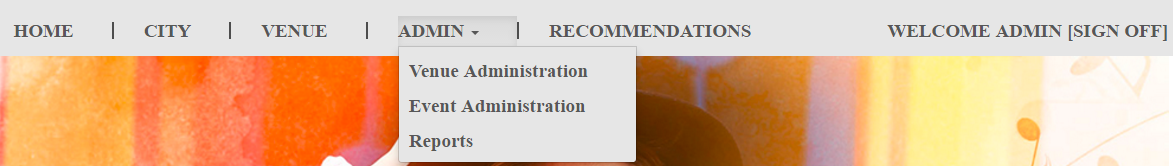 HOME | CITY | VENUE | ADMIN | RECOMMENDATIONS WELCOME ADMIN [SIGN OFF]
Venue Administration
Event Administration
Reports